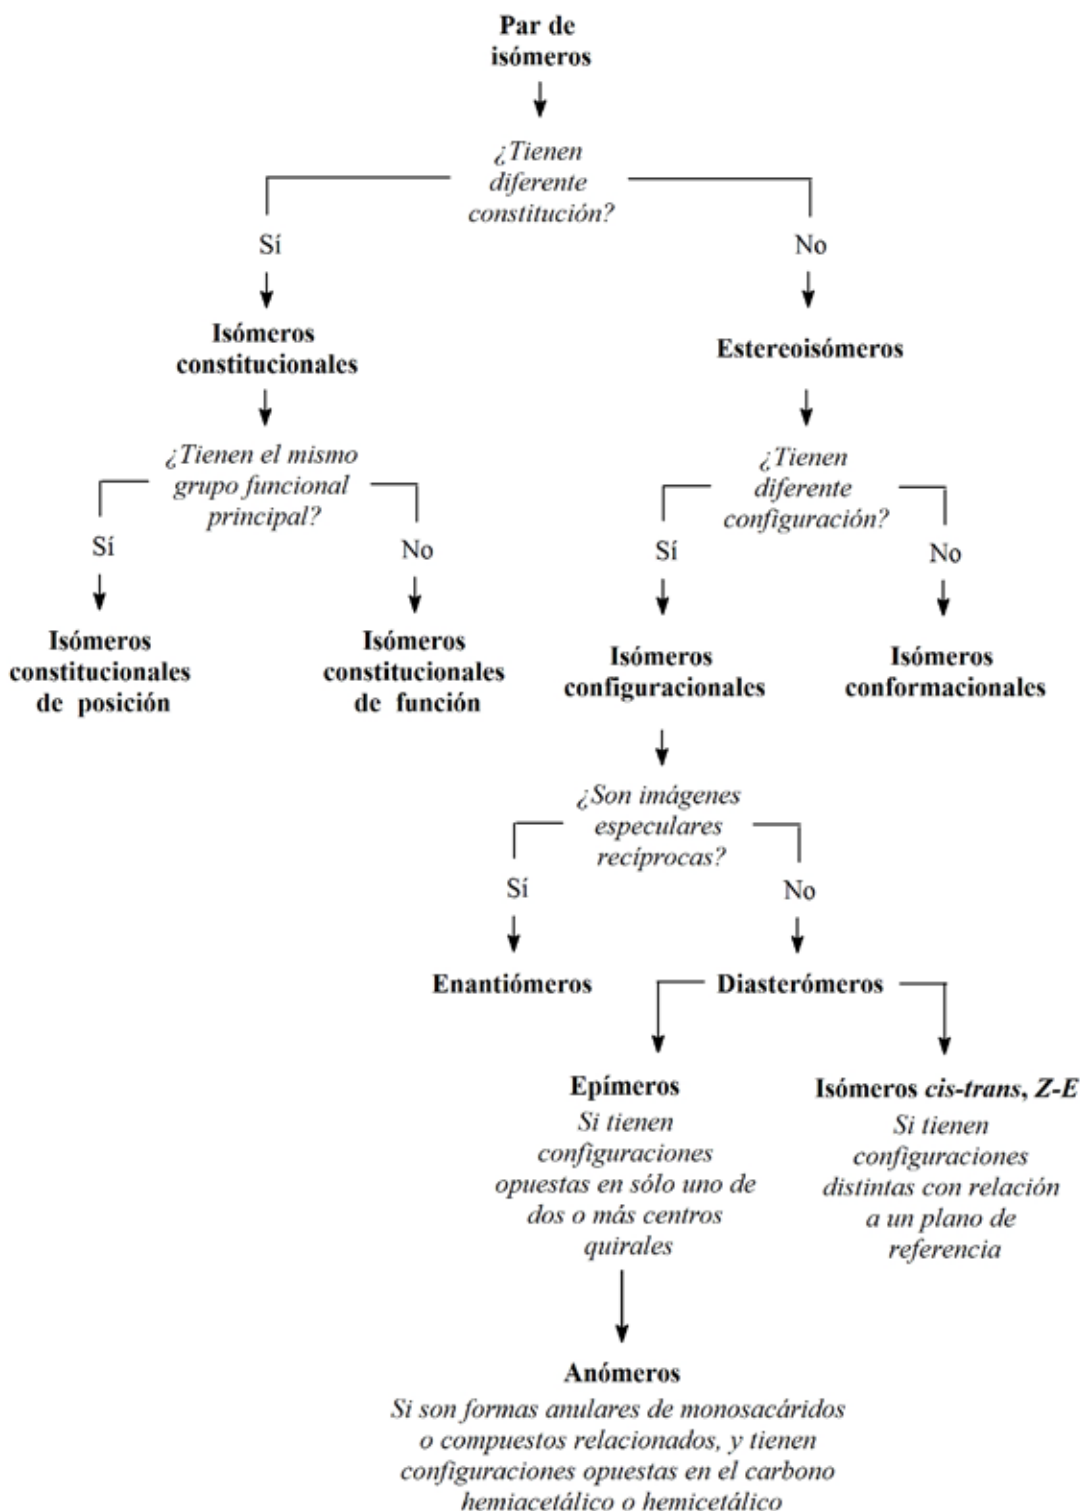 Par de
isómeros
¿Tienen
diferente
constitución?
Sí
No
Isómeros
constitucionales
Estereoisómeros
¿Tienen el mismo
grupo funcional
principal?
¿Tienen
diferente
configuración?
Sí
No
Sí
No
Isómeros
constitucionales
de posición
Isómeros
constitucionales
de función
Isómeros
configuracionales
Isómeros
conformacionales
¿Son imágenes
especulares
recíprocas?
Sí
No
Enantiómeros
Diasterómeros
Epímeros
Si tienen
configuraciones
opuestas en sólo uno de
dos o más centros
quirales
Isómeros cis-trans, Z-E
Si tienen
configuraciones
distintas con relación
a un plano de
referencia
Anómeros
Si son formas anulares de monosacáridos
o compuestos relacionados, y tienen
configuraciones opuestas en el carbono
hemiacetálico o hemicetálico